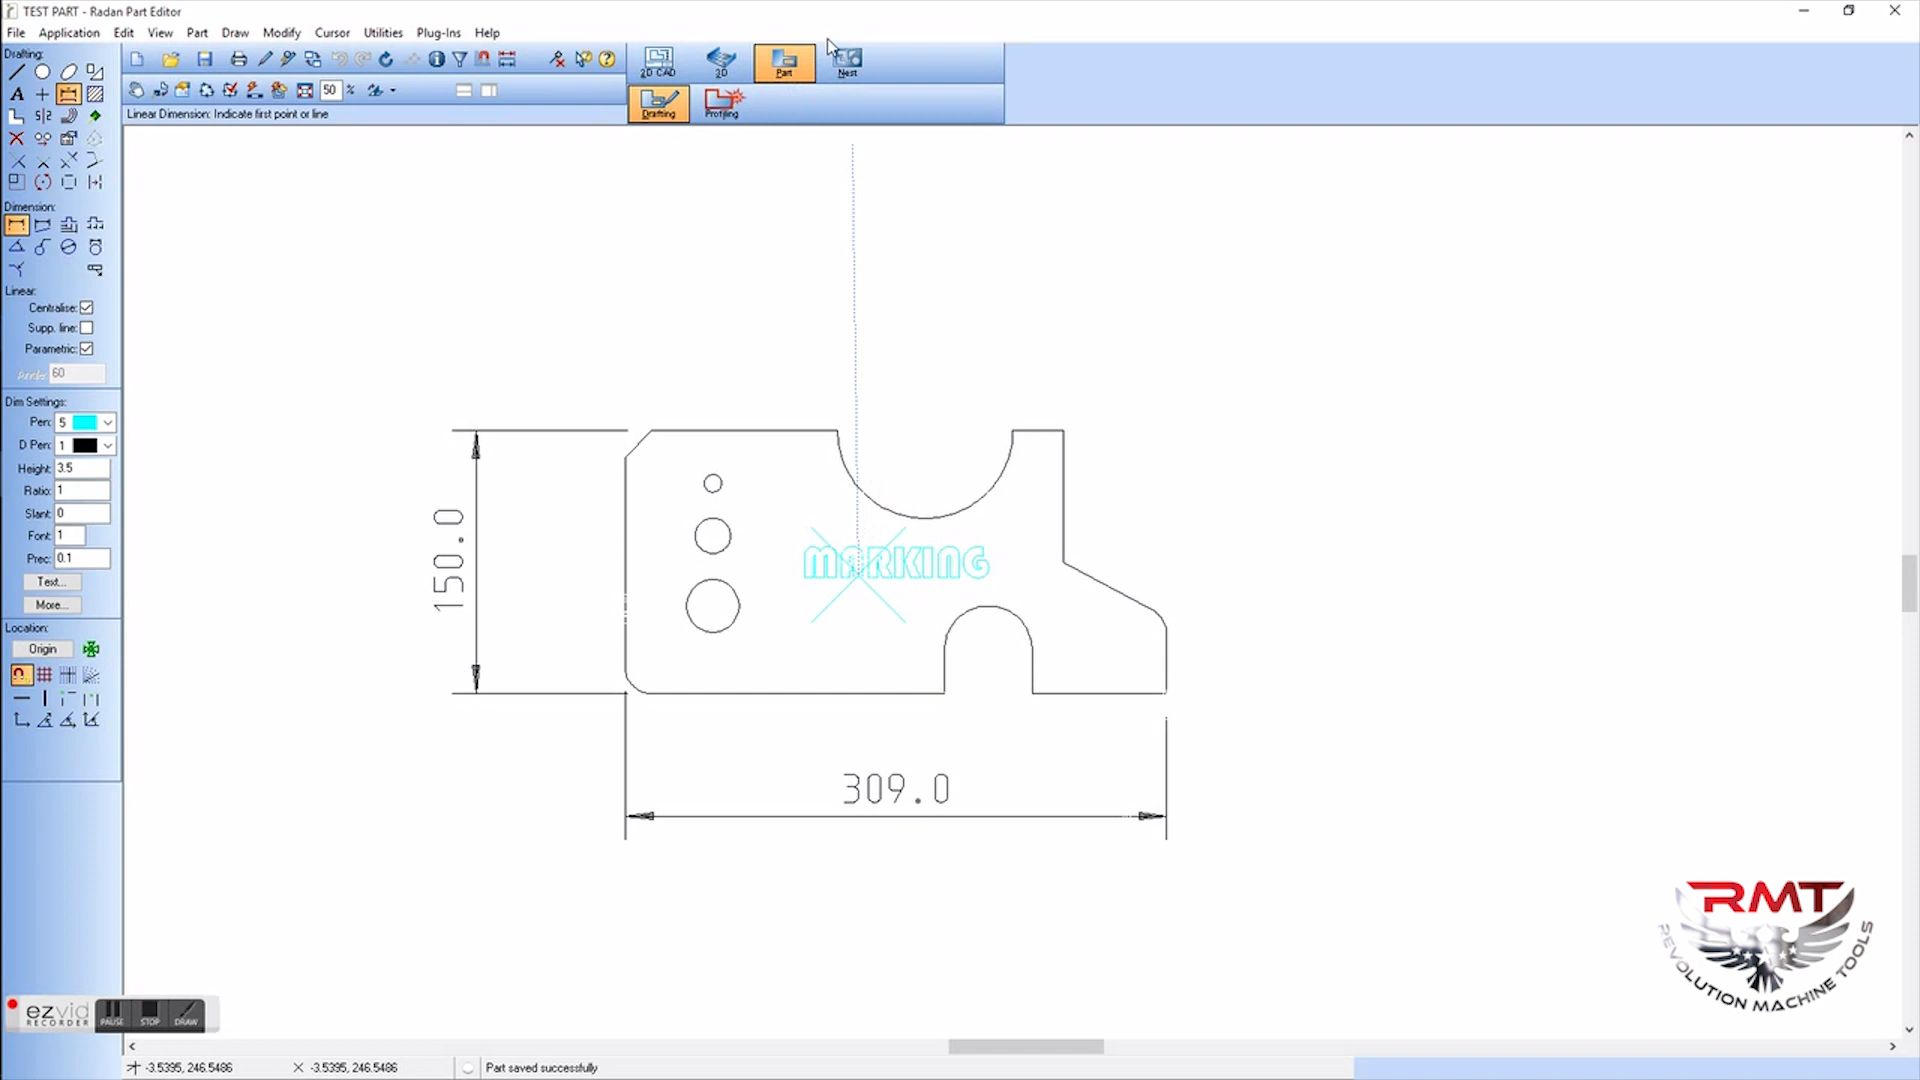 TEST PART - Radan Part Editor
File Application Edit View Part Draw Modify Cursor Utilities Plug-Ins Help
Drafting:
50 %
2D CAD 3D Part Nest
Drafting Profiling
Linear Dimension: Indicate first point or line
Dimension:
Linear:
Centralise:
Supp. line:
Parametric:
Angle: 60
Dim Settings:
Pen: 5
D Pen: 1
Height: 3.5
Ratio: 1
Slant: 0
Font: 1
Prec: 0.1
Text...
More...
Location:
Origin
150.0
MARKING
309.0
RMT
REVOLUTION MACHINE TOOLS
ezvid
RECORDER
PAUSE STOP DRAW
-3.5395, 246.5486 -3.5395, 246.5486 Part saved successfully